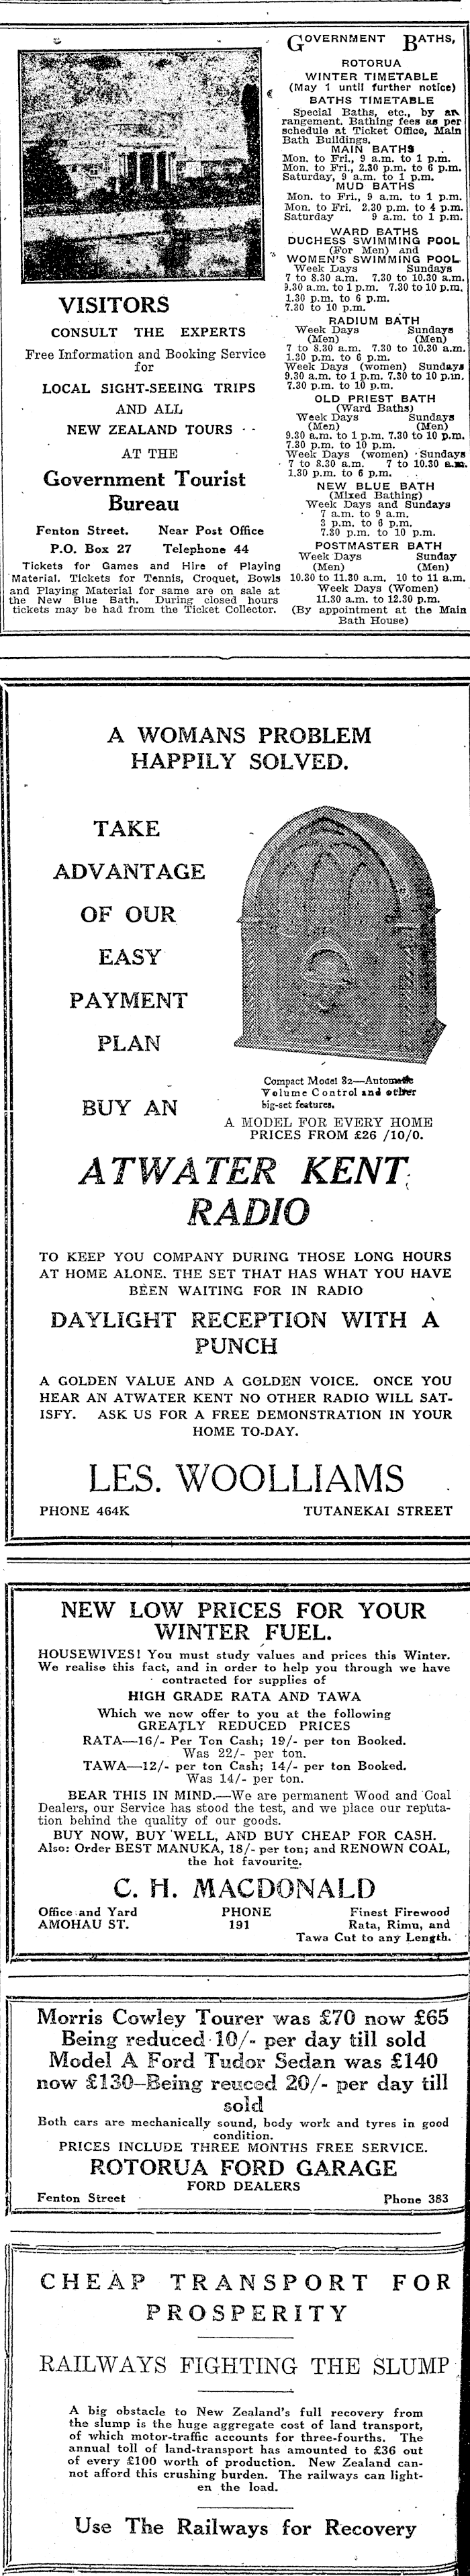 VISITORS
CONSULT THE EXPERTS
Free Information and Booking Service
for
LOCAL SIGHT-SEEING TRIPS
AND ALL
NEW ZEALAND TOURS
AT THE
Government Tourist
Bureau
Fenton Street. Near Post Office
P.O. Box 27 Telephone 44
Tickets for Games and Hire of Playing
Material. Tickets for Tennis, Croquet, Bowls
and Playing Material for same are on sale at
the New Blue Bath. During closed hours
tickets may be had from the Ticket Collector.
GOVERNMENT BATHS,
ROTORUA
WINTER TIMETABLE
(May 1 until further notice)
BATHS TIMETABLE
Special Baths, etc., by ar
rangement. Bathing fees as per
schedule at Ticket Office, Main
Bath Buildings.
MAIN BATHS
Mon. to Fri., 9 a.m. to 1 p.m.
Mon. to Fri., 2.30 p.m. to 6 p.m.
Saturday, 9 a.m. to 1 p.m.
MUD BATHS
Mon. to Fri., 9 a.m. to 1 p.m.
Mon. to Fri. 2.30 p.m. to 4 p.m.
Saturday 9 a.m. to 1 p.m.
WARD BATHS
DUCHESS SWIMMING POOL
(For Men) and
WOMEN'S SWIMMING POOL
Week Days Sundays
7 to 8.30 a.m. 7.30 to 10.30 a.m.
9.30 a.m. to 1 p.m. 7.30 to 10 p.m.
1.30 p.m. to 6 p.m.
7.30 to 10 p.m.
RADIUM BATH
Week Days Sundays
(Men) (Men)
7 to 8.30 a.m. 7.30 to 10.30 a.m.
1.30 p.m. to 6 p.m.
Week Days (women) Sundays
9.30 a.m. to 1 p.m. 7.30 to 10 p.m.
7.30 p.m. to 10 p.m.
OLD PRIEST BATH
(Ward Baths)
Week Days Sundays
(Men) (Men)
9.30 a.m. to 1 p.m. 7.30 to 10 p.m.
7.30 p.m. to 10 p.m.
Week Days (women) Sundays
7 to 8.30 a.m. 7 to 10.30 a.m.
1.30 p.m. to 6 p.m.
NEW BLUE BATH
(Mixed Bathing)
Week Days and Sundays
7 a.m. to 9 a.m.
3 p.m. to 6 p.m.
7.30 p.m. to 10 p.m.
POSTMASTER BATH
Week Days Sunday
(Men) (Men)
10.30 to 11.30 a.m. 10 to 11 a.m.
Week Days (Women)
11.30 a.m. to 12.30 p.m.
(By appointment at the Main
Bath House)
A WOMANS PROBLEM
HAPPILY SOLVED.
TAKE
ADVANTAGE
OF OUR
EASY
PAYMENT
PLAN
BUY AN
Compact Model 82—Automatic
Volume Control and other
big-set features.
A MODEL FOR EVERY HOME
PRICES FROM £26 /10/0.
ATWATER KENT
RADIO
TO KEEP YOU COMPANY DURING THOSE LONG HOURS
AT HOME ALONE. THE SET THAT HAS WHAT YOU HAVE
BEEN WAITING FOR IN RADIO
DAYLIGHT RECEPTION WITH A
PUNCH
A GOLDEN VALUE AND A GOLDEN VOICE. ONCE YOU
HEAR AN ATWATER KENT NO OTHER RADIO WILL SAT-
ISFY. ASK US FOR A FREE DEMONSTRATION IN YOUR
HOME TO-DAY.
LES. WOOLLIAMS
PHONE 464K TUTANEKAI STREET
NEW LOW PRICES FOR YOUR
WINTER FUEL.
HOUSEWIVES! You must study values and prices this Winter.
We realise this fact, and in order to help you through we have
contracted for supplies of
HIGH GRADE RATA AND TAWA
Which we now offer to you at the following
GREATLY REDUCED PRICES
RATA—16/- Per Ton Cash; 19/- per ton Booked.
Was 22/- per ton.
TAWA—12/- per ton Cash; 14/- per ton Booked.
Was 14/- per ton.
BEAR THIS IN MIND.—We are permanent Wood and Coal
Dealers, our Service has stood the test, and we place our reputa-
tion behind the quality of our goods.
BUY NOW, BUY WELL, AND BUY CHEAP FOR CASH.
Also: Order BEST MANUKA, 18/- per ton; and RENOWN COAL,
the hot favourite.
C. H. MACDONALD
Office and Yard PHONE Finest Firewood
AMOHAU ST. 191 Rata, Rimu, and
Tawa Cut to any Length.
Morris Cowley Tourer was £70 now £65
Being reduced 10/- per day till sold
Model A Ford Tudor Sedan was £140
now £130—Being reuced 20/- per day till
sold
Both cars are mechanically sound, body work and tyres in good
condition.
PRICES INCLUDE THREE MONTHS FREE SERVICE.
ROTORUA FORD GARAGE
FORD DEALERS
Fenton Street Phone 383
CHEAP TRANSPORT FOR
PROSPERITY
RAILWAYS FIGHTING THE SLUMP
A big obstacle to New Zealand's full recovery from
the slump is the huge aggregate cost of land transport,
of which motor-traffic accounts for three-fourths. The
annual toll of land-transport has amounted to £36 out
of every £100 worth of production. New Zealand can-
not afford this crushing burden. The railways can light-
en the load.
Use The Railways for Recovery